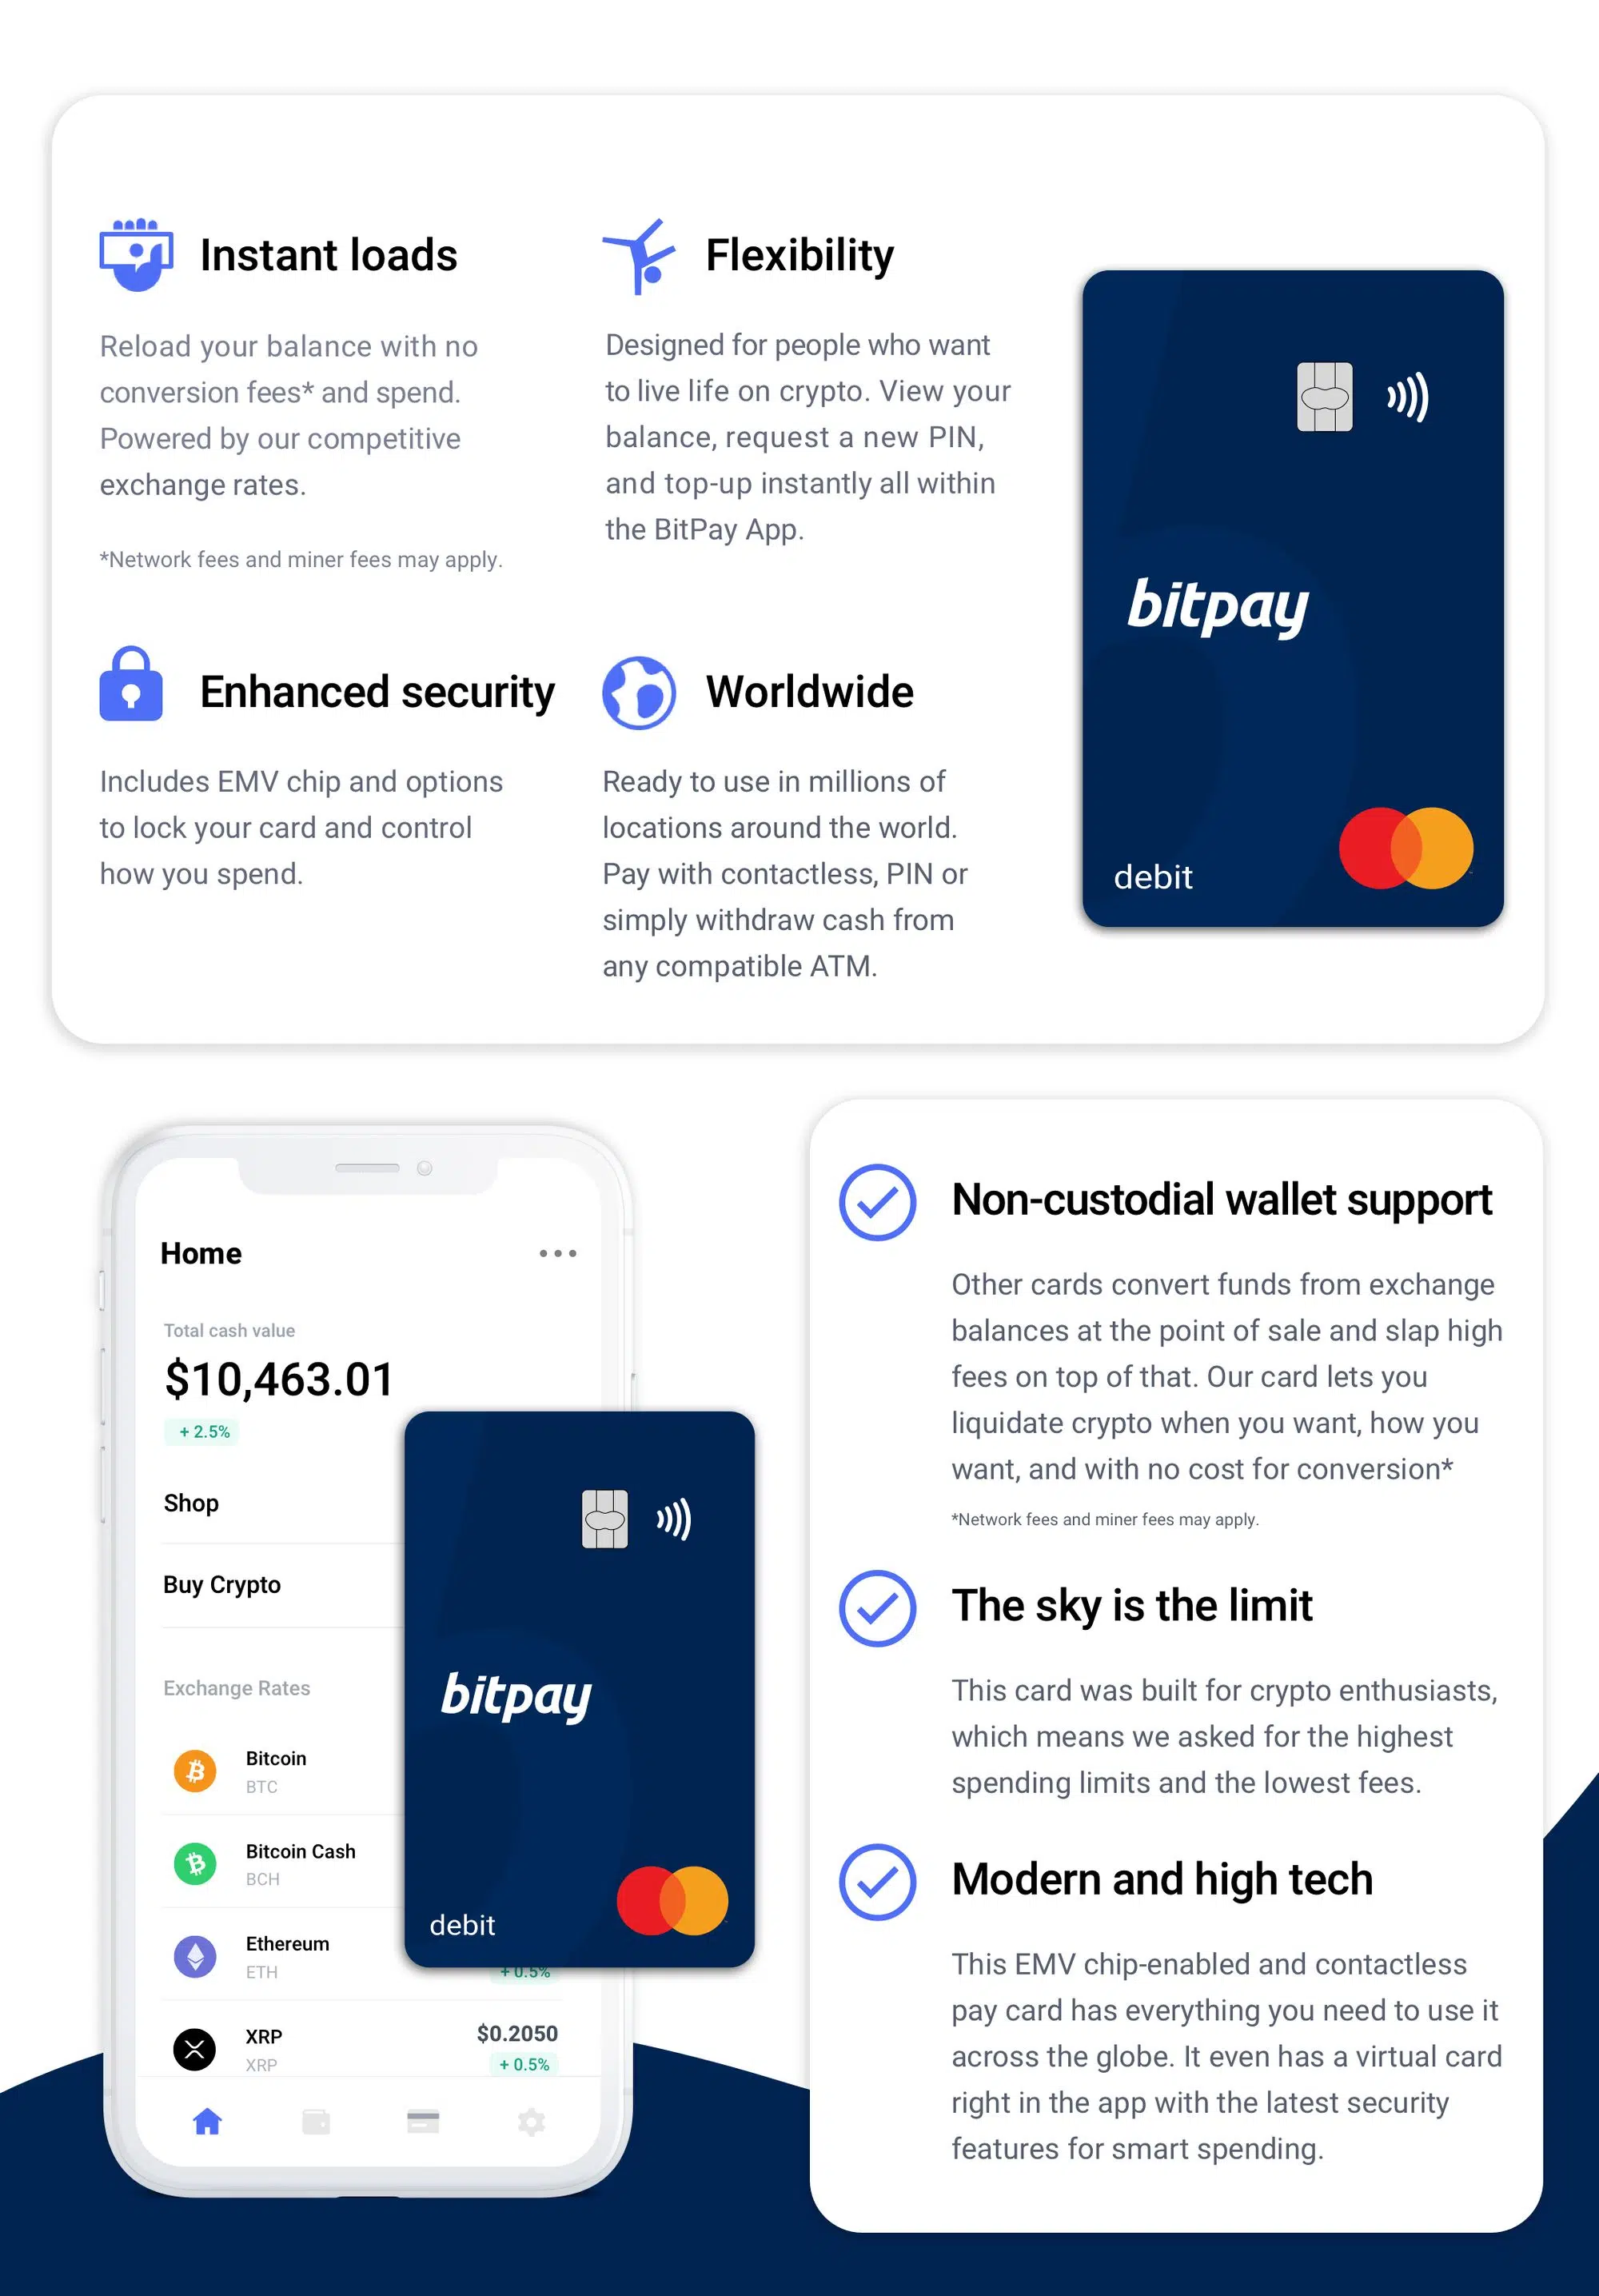 Instant loads
Reload your balance with no
conversion fees* and spend.
Powered by our competitive
exchange rates.
*Network fees and miner fees may apply.
Flexibility
Designed for people who want
to live life on crypto. View your
balance, request a new PIN,
and top-up instantly all within
the BitPay App.
Enhanced security
Includes EMV chip and options
to lock your card and control
how you spend.
Worldwide
Ready to use in millions of
locations around the world.
Pay with contactless, PIN or
simply withdraw cash from
any compatible ATM.
bitpay
debit
Home
Total cash value
$10,463.01
+ 2.5%
Shop
Buy Crypto
Exchange Rates
Bitcoin
BTC
Bitcoin Cash
BCH
Ethereum
ETH
+ 0.5%
XRP
XRP
$0.2050
+ 0.5%
bitpay
debit
Non-custodial wallet support
Other cards convert funds from exchange
balances at the point of sale and slap high
fees on top of that. Our card lets you
liquidate crypto when you want, how you
want, and with no cost for conversion*
*Network fees and miner fees may apply.
The sky is the limit
This card was built for crypto enthusiasts,
which means we asked for the highest
spending limits and the lowest fees.
Modern and high tech
This EMV chip-enabled and contactless
pay card has everything you need to use it
across the globe. It even has a virtual card
right in the app with the latest security
features for smart spending.